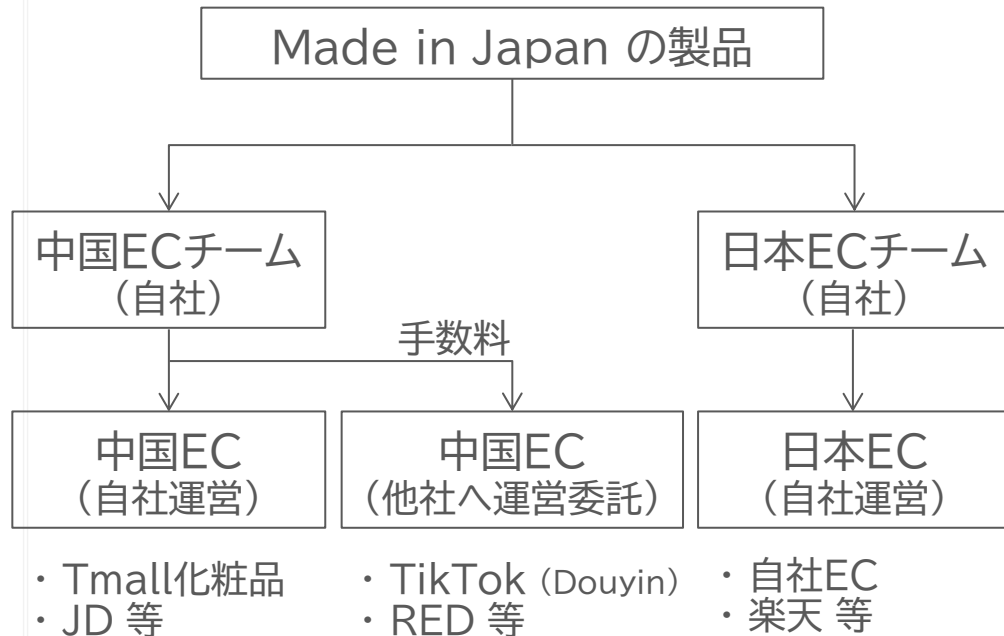 Made in Japan の製品
中国ECチーム
（自社）
日本ECチーム
（自社）
手数料
中国EC
（自社運営）
中国EC
（他社へ運営委託）
日本EC
（自社運営）
・Tmall化粧品
・JD 等
・TikTok（Douyin）
・RED 等
・自社EC
・楽天 等